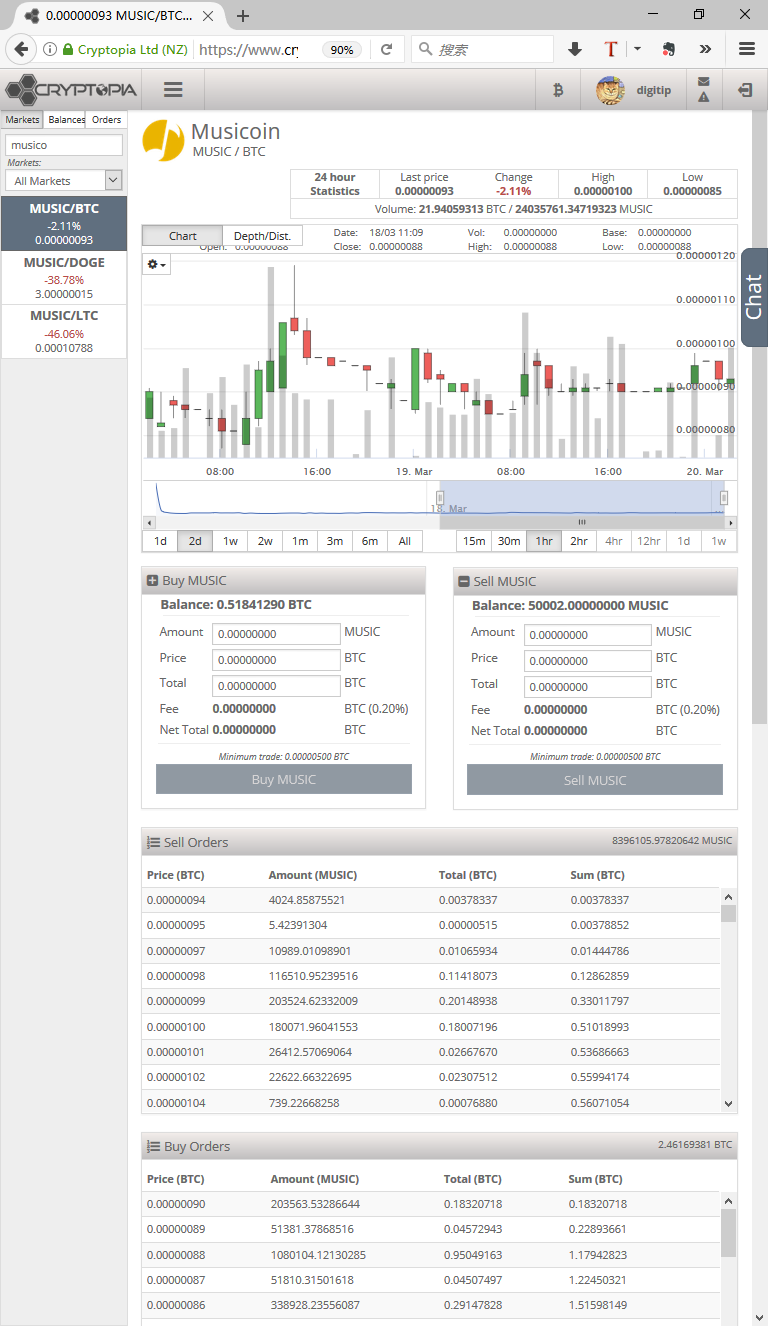 0.00000093 MUSIC/BTC...
Cryptopia Ltd (NZ) https://www.cr 90% 搜索
CRYPTOPIA digitip
Markets Balances Orders
musico
Markets:
All Markets
MUSIC/BTC
-2.11%
0.00000093
MUSIC/DOGE
-38.78%
3.00000015
MUSIC/LTC
-46.06%
0.00010788
Musicoin
MUSIC / BTC
24 hour Statistics
Last price 0.00000093
Change -2.11%
High 0.00000100
Low 0.00000085
Volume: 21.94059313 BTC / 24035761.34719323 MUSIC
Chart Depth/Dist.
Date: 18/03 11:09 Vol: 0.00000000 Base: 0.00000000
Open: 0.00000088 Close: 0.00000088 High: 0.00000088 Low: 0.00000088
0.00000120
0.00000110
0.00000100
0.00000090
0.00000080
08:00 16:00 19. Mar 08:00 16:00 20. Mar
18. Mar
1d 2d 1w 2w 1m 3m 6m All 15m 30m 1hr 2hr 4hr 12hr 1d 1w
Chat
Buy MUSIC
Balance: 0.51841290 BTC
Amount 0.00000000 MUSIC
Price 0.00000000 BTC
Total 0.00000000 BTC
Fee 0.00000000 BTC (0.20%)
Net Total 0.00000000 BTC
Minimum trade: 0.00000500 BTC
Buy MUSIC
Sell MUSIC
Balance: 50002.00000000 MUSIC
Amount 0.00000000 MUSIC
Price 0.00000000 BTC
Total 0.00000000 BTC
Fee 0.00000000 BTC (0.20%)
Net Total 0.00000000 BTC
Minimum trade: 0.00000500 BTC
Sell MUSIC
Sell Orders 8396105.97820642 MUSIC
Price (BTC) Amount (MUSIC) Total (BTC) Sum (BTC)
0.00000094 4024.85875521 0.00378337 0.00378337
0.00000095 5.42391304 0.00000515 0.00378852
0.00000097 10989.01098901 0.01065934 0.01444786
0.00000098 116510.95239516 0.11418073 0.12862859
0.00000099 203524.62332009 0.20148938 0.33011797
0.00000100 180071.96041553 0.18007196 0.51018993
0.00000101 26412.57069064 0.02667670 0.53686663
0.00000102 22622.66322695 0.02307512 0.55994174
0.00000104 739.22668258 0.00076880 0.56071054
Buy Orders 2.46169381 BTC
Price (BTC) Amount (MUSIC) Total (BTC) Sum (BTC)
0.00000090 203563.53286644 0.18320718 0.18320718
0.00000089 51381.37868516 0.04572943 0.22893661
0.00000088 1080104.12130285 0.95049163 1.17942823
0.00000087 51810.31501618 0.04507497 1.22450321
0.00000086 338928.23556087 0.29147828 1.51598149